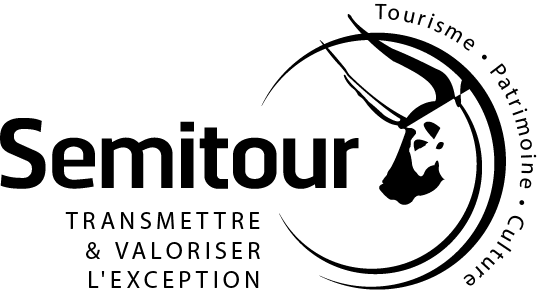 Tourisme • Patrimoine • Culture
Semitour
TRANSMETTRE
& VALORISER
L'EXCEPTION